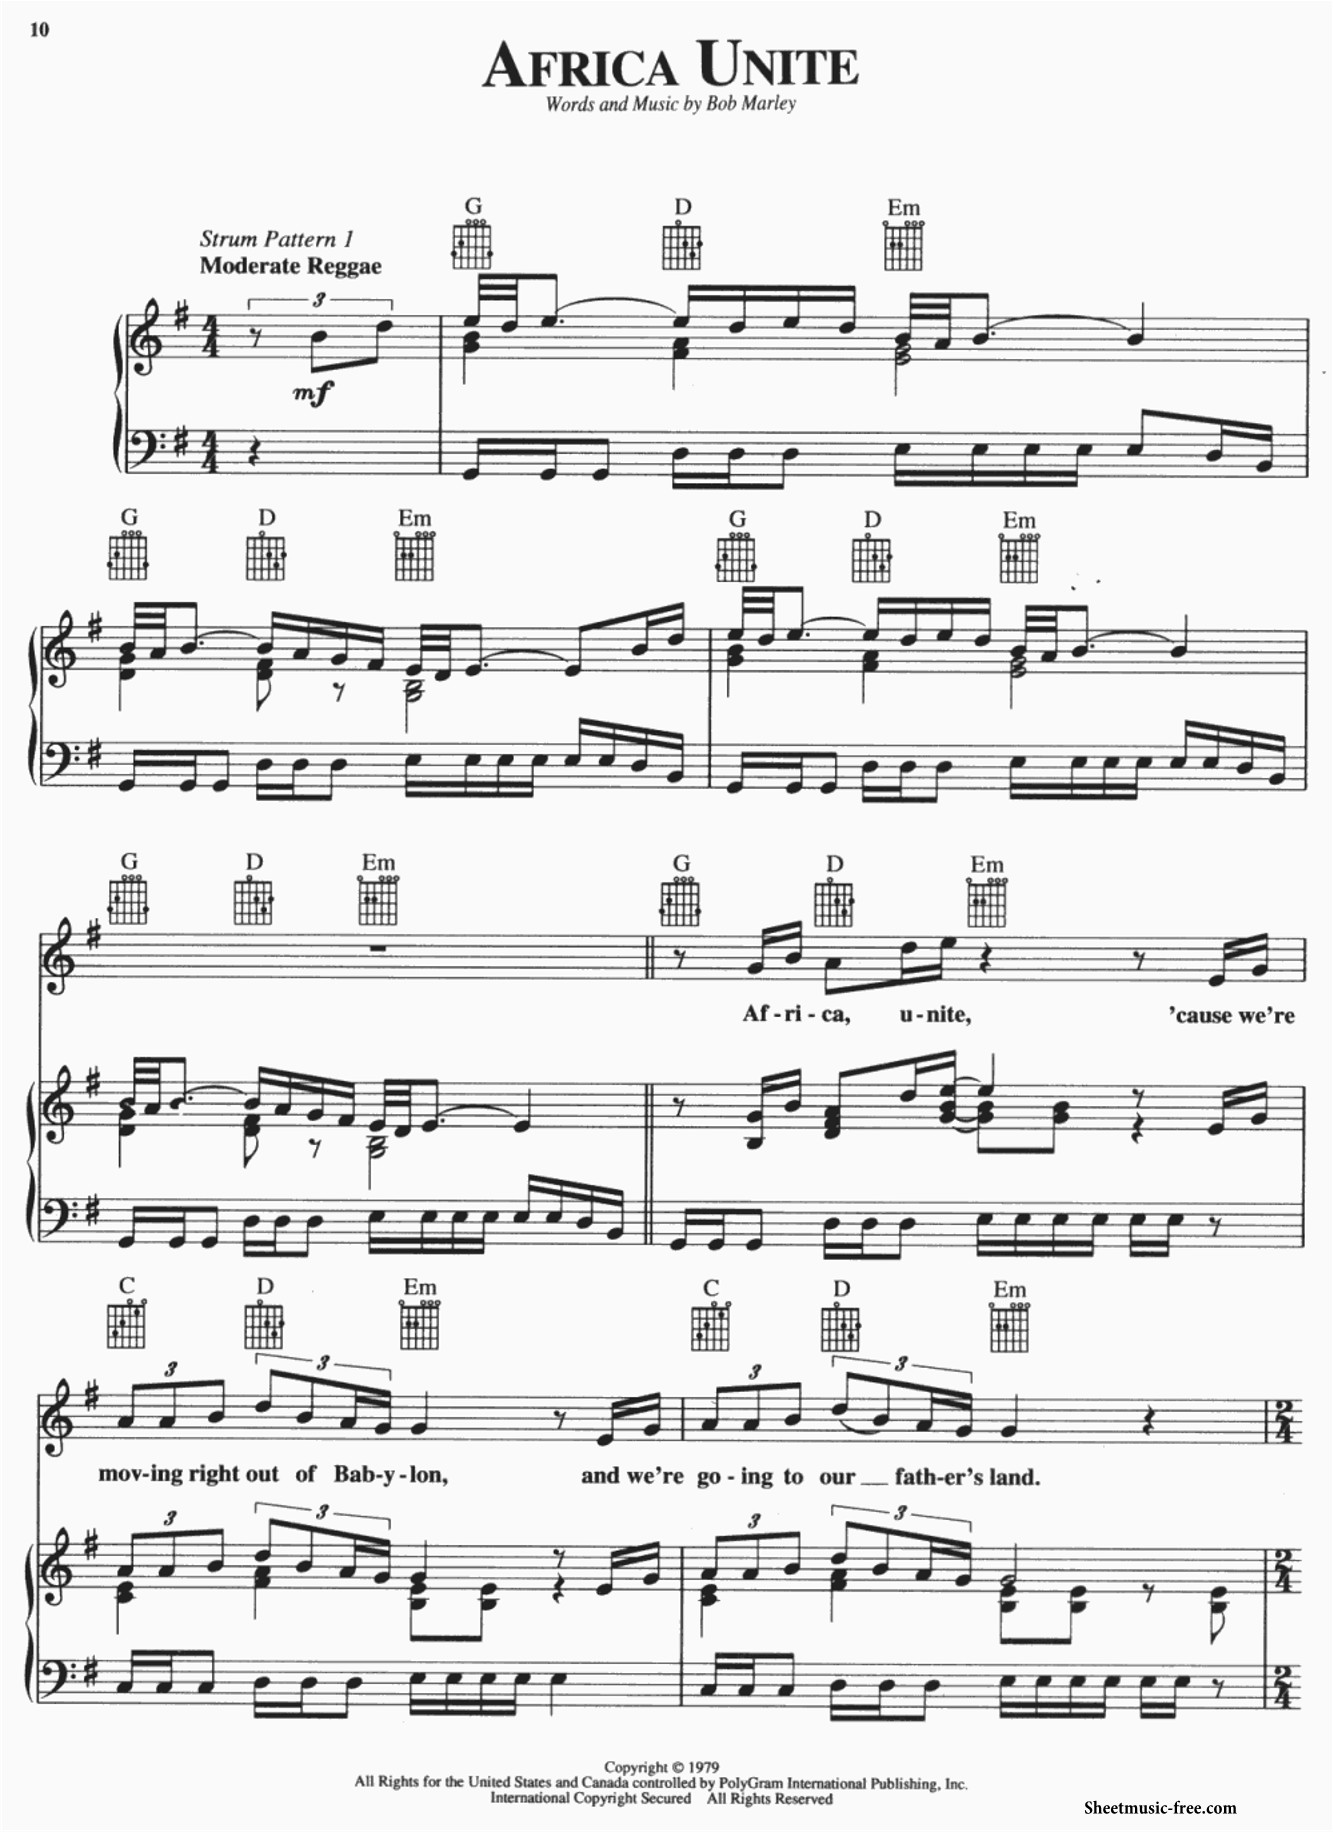 10
AFRICA UNITE
Words and Music by Bob Marley
G D Em
Strum Pattern 1
Moderate Reggae
3
mf
G D Em G D Em
G D Em G D Em
Af - ri - ca, u - nite, 'cause we're
C D Em C D Em
3 3 3 3
mov-ing right out of Bab-y-lon, and we're go - ing to our __ fath-er's land.
3 3 3 3
Copyright © 1979
All Rights for the United States and Canada controlled by PolyGram International Publishing, Inc.
International Copyright Secured All Rights Reserved
Sheetmusic-free.com